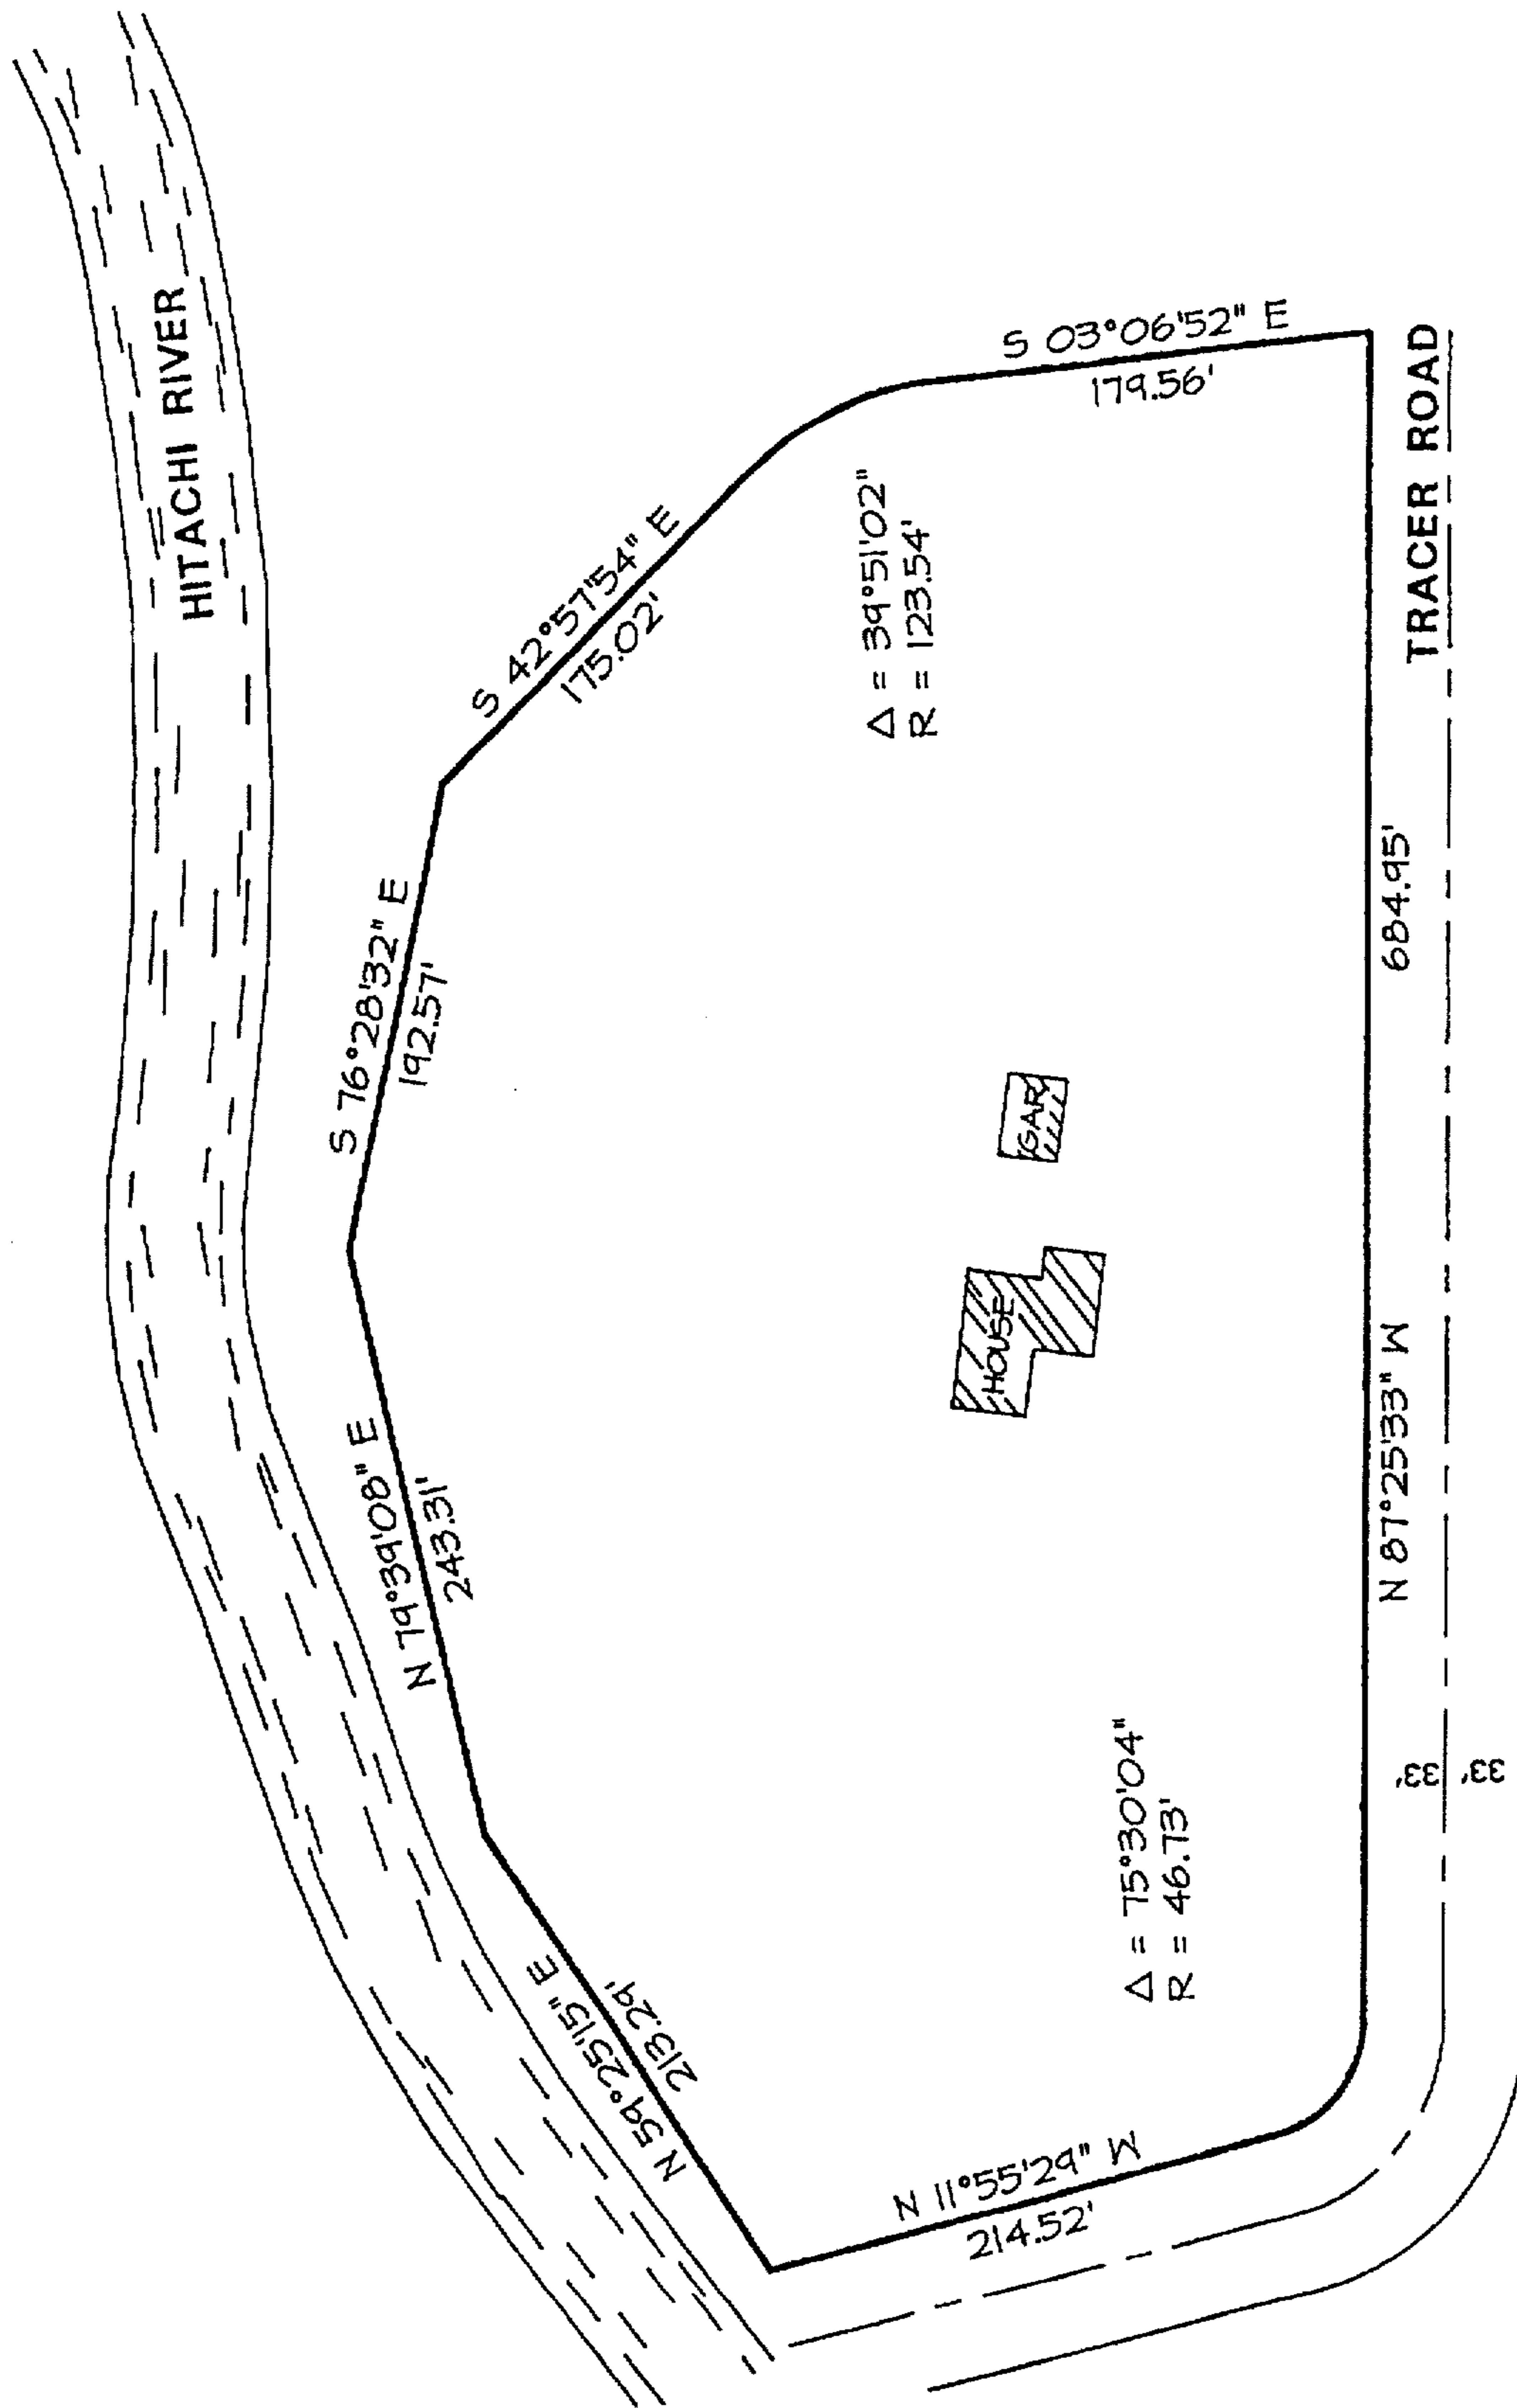 HITACHI RIVER
N 59°25'15" E
213.29'
N 79°39'08" E
243.31'
S 76°28'32" E
192.57'
S 42°57'54" E
175.02'
Δ = 39°51'02"
R = 123.54'
S 03°06'52" E
179.56'
HOUSE
GAR
N 11°55'29" W
214.52'
Δ = 75°30'04"
R = 46.73'
N 87°25'33" W
684.95'
33'
33'
TRACER ROAD